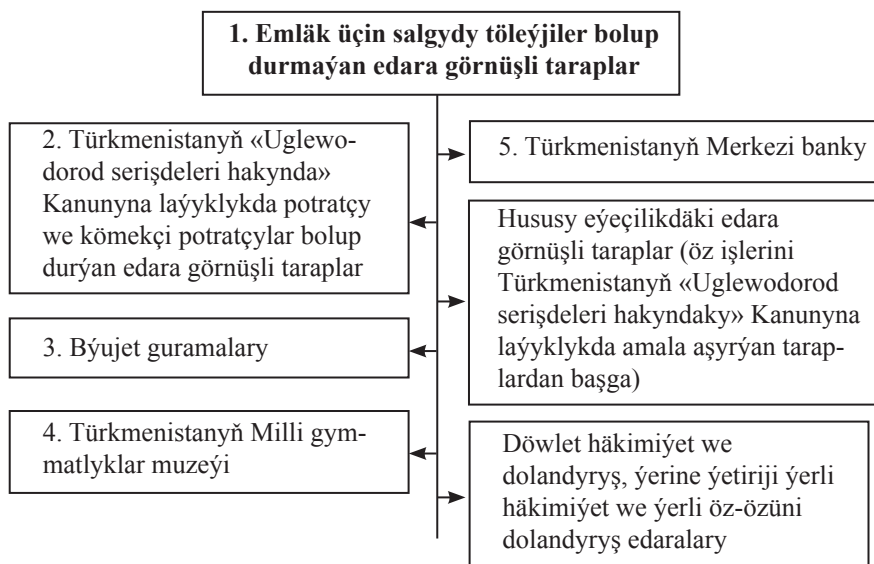 1. Emläk üçin salgydy töleýjiler bolup
durmaýan edara görnüşli taraplar
2. Türkmenistanyň «Uglewo-
dorod serişdeleri hakynda»
Kanunyna laýyklykda potratçy
we kömekçi potratçylar bolup
durýan edara görnüşli taraplar
3. Býujet guramalary
4. Türkmenistanyň Milli gym-
matlyklar muzeýi
5. Türkmenistanyň Merkezi banky
Hususy eýeçilikdäki edara
görnüşli taraplar (öz işlerini
Türkmenistanyň «Uglewodorod
serişdeleri hakyndaky» Kanunyna
laýyklykda amala aşyrýan tarap-
lardan başga)
Döwlet häkimiýet we
dolandyryş, ýerine ýetiriji ýerli
häkimiýet we ýerli öz-özüni
dolandyryş edaralary